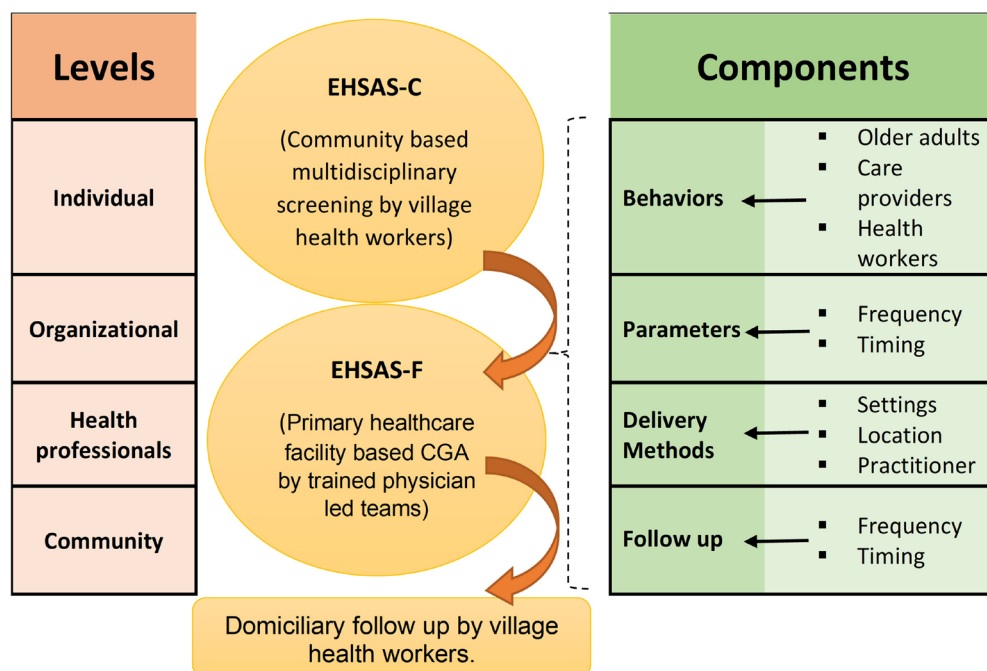 Levels
Individual
Organizational
Health
professionals
Community
EHSAS-C
(Community based
multidisciplinary
screening by village
health workers)
EHSAS-F
(Primary healthcare
facility based CGA
by trained physician
led teams)
Domiciliary follow up by village
health workers.
Components
Behaviors
▪ Older adults
▪ Care
providers
▪ Health
workers
Parameters
▪ Frequency
▪ Timing
Delivery
Methods
▪ Settings
▪ Location
▪ Practitioner
Follow up
▪ Frequency
▪ Timing